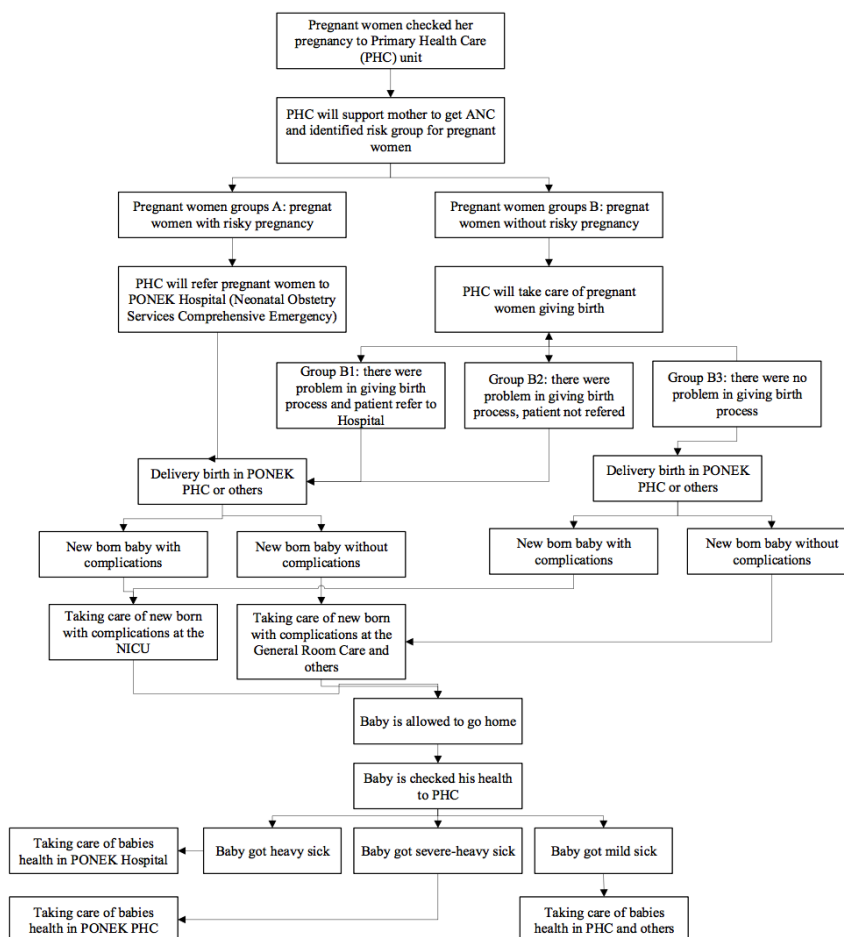 Pregnant women checked her
pregnancy to Primary Health Care
(PHC) unit
PHC will support mother to get ANC
and identified risk group for pregnant
women
Pregnant women groups A: pregnat
women with risky pregnancy
Pregnant women groups B: pregnat
women without risky pregnancy
PHC will refer pregnant women to
PONEK Hospital (Neonatal Obstetry
Services Comprehensive Emergency)
PHC will take care of pregnant
women giving birth
Group B1: there were
problem in giving birth
process and patient refer to
Hospital
Group B2: there were
problem in giving birth
process, patient not refered
Group B3: there were no
problem in giving birth
process
Delivery birth in PONEK
PHC or others
Delivery birth in PONEK
PHC or others
New born baby with
complications
New born baby without
complications
New born baby with
complications
New born baby without
complications
Taking care of new born
with complications at the
NICU
Taking care of new born
with complications at the
General Room Care and
others
Baby is allowed to go home
Baby is checked his health
to PHC
Taking care of babies
health in PONEK Hospital
Baby got heavy sick
Baby got severe-heavy sick
Baby got mild sick
Taking care of babies
health in PONEK PHC
Taking care of babies
health in PHC and others